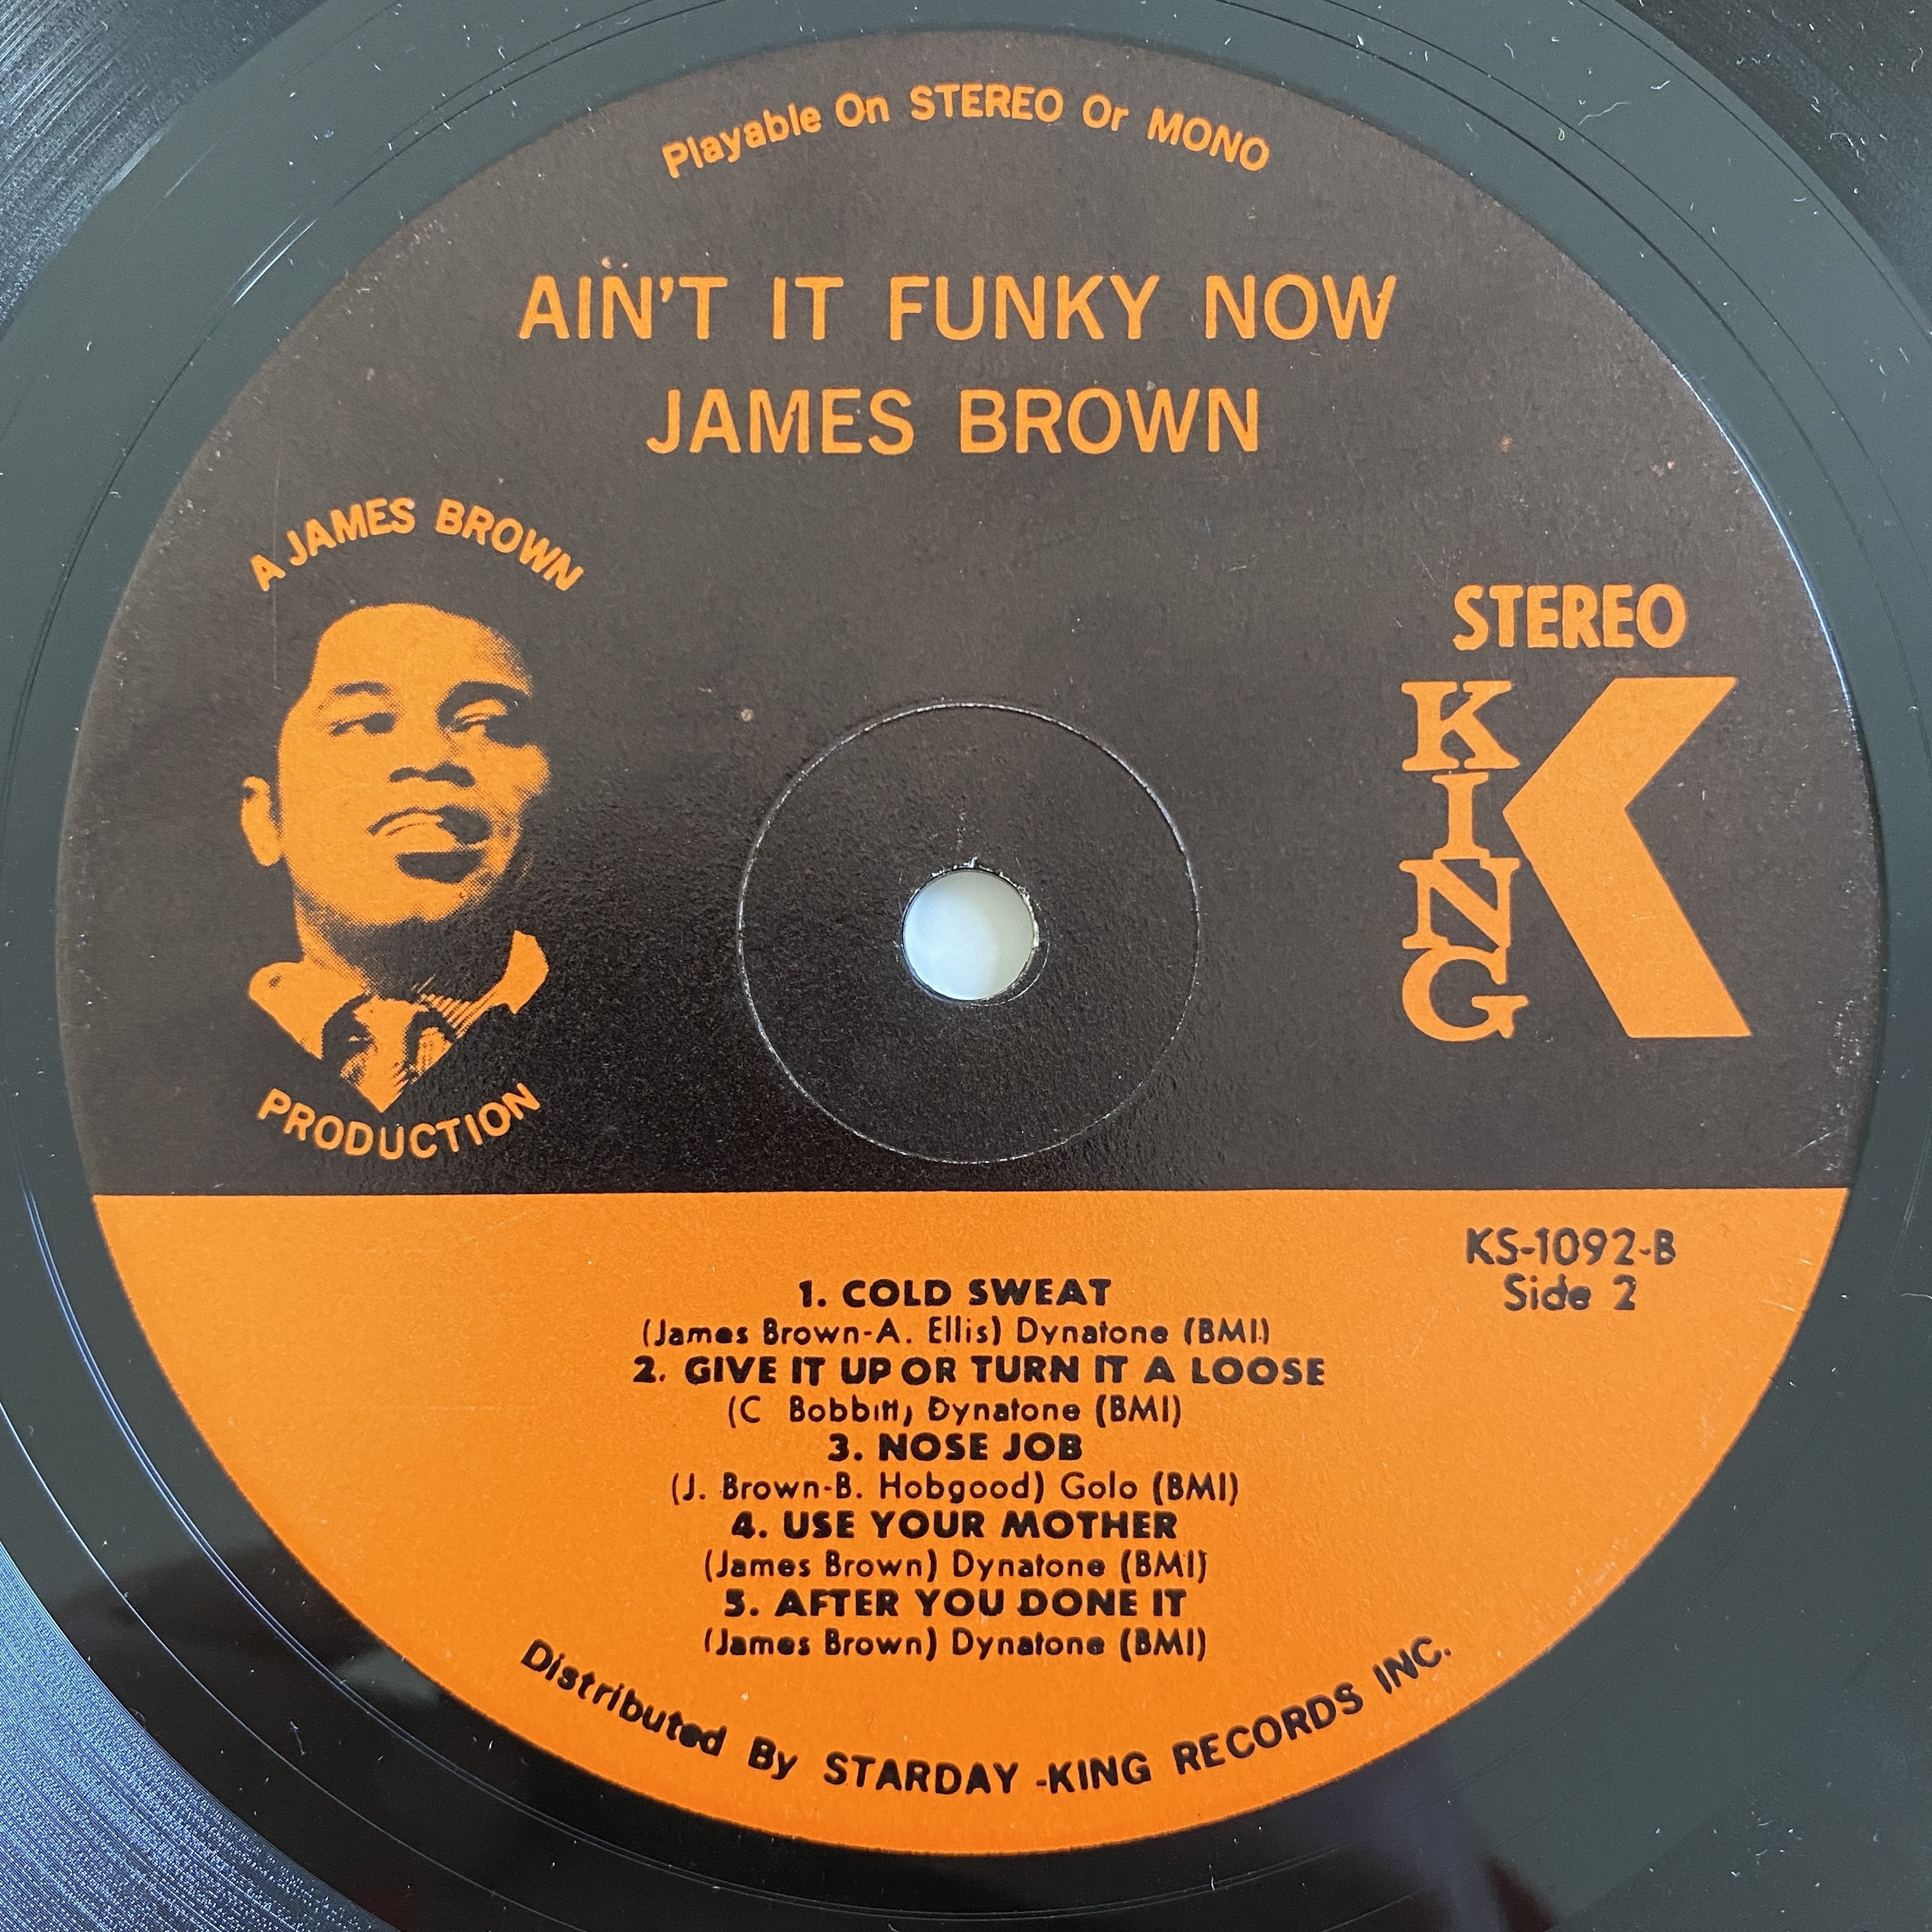 Playable On STEREO Or MONO
AIN'T IT FUNKY NOW
JAMES BROWN
A JAMES BROWN
PRODUCTION
STEREO
KING
K
KS-1092-B
Side 2
1. COLD SWEAT
(James Brown-A. Ellis) Dynatone (BMI)
2. GIVE IT UP OR TURN IT A LOOSE
(C Bobbitt) Dynatone (BMI)
3. NOSE JOB
(J. Brown-B. Hobgood) Golo (BMI)
4. USE YOUR MOTHER
(James Brown) Dynatone (BMI)
5. AFTER YOU DONE IT
(James Brown) Dynatone (BMI)
Distributed By STARDAY -KING RECORDS INC.